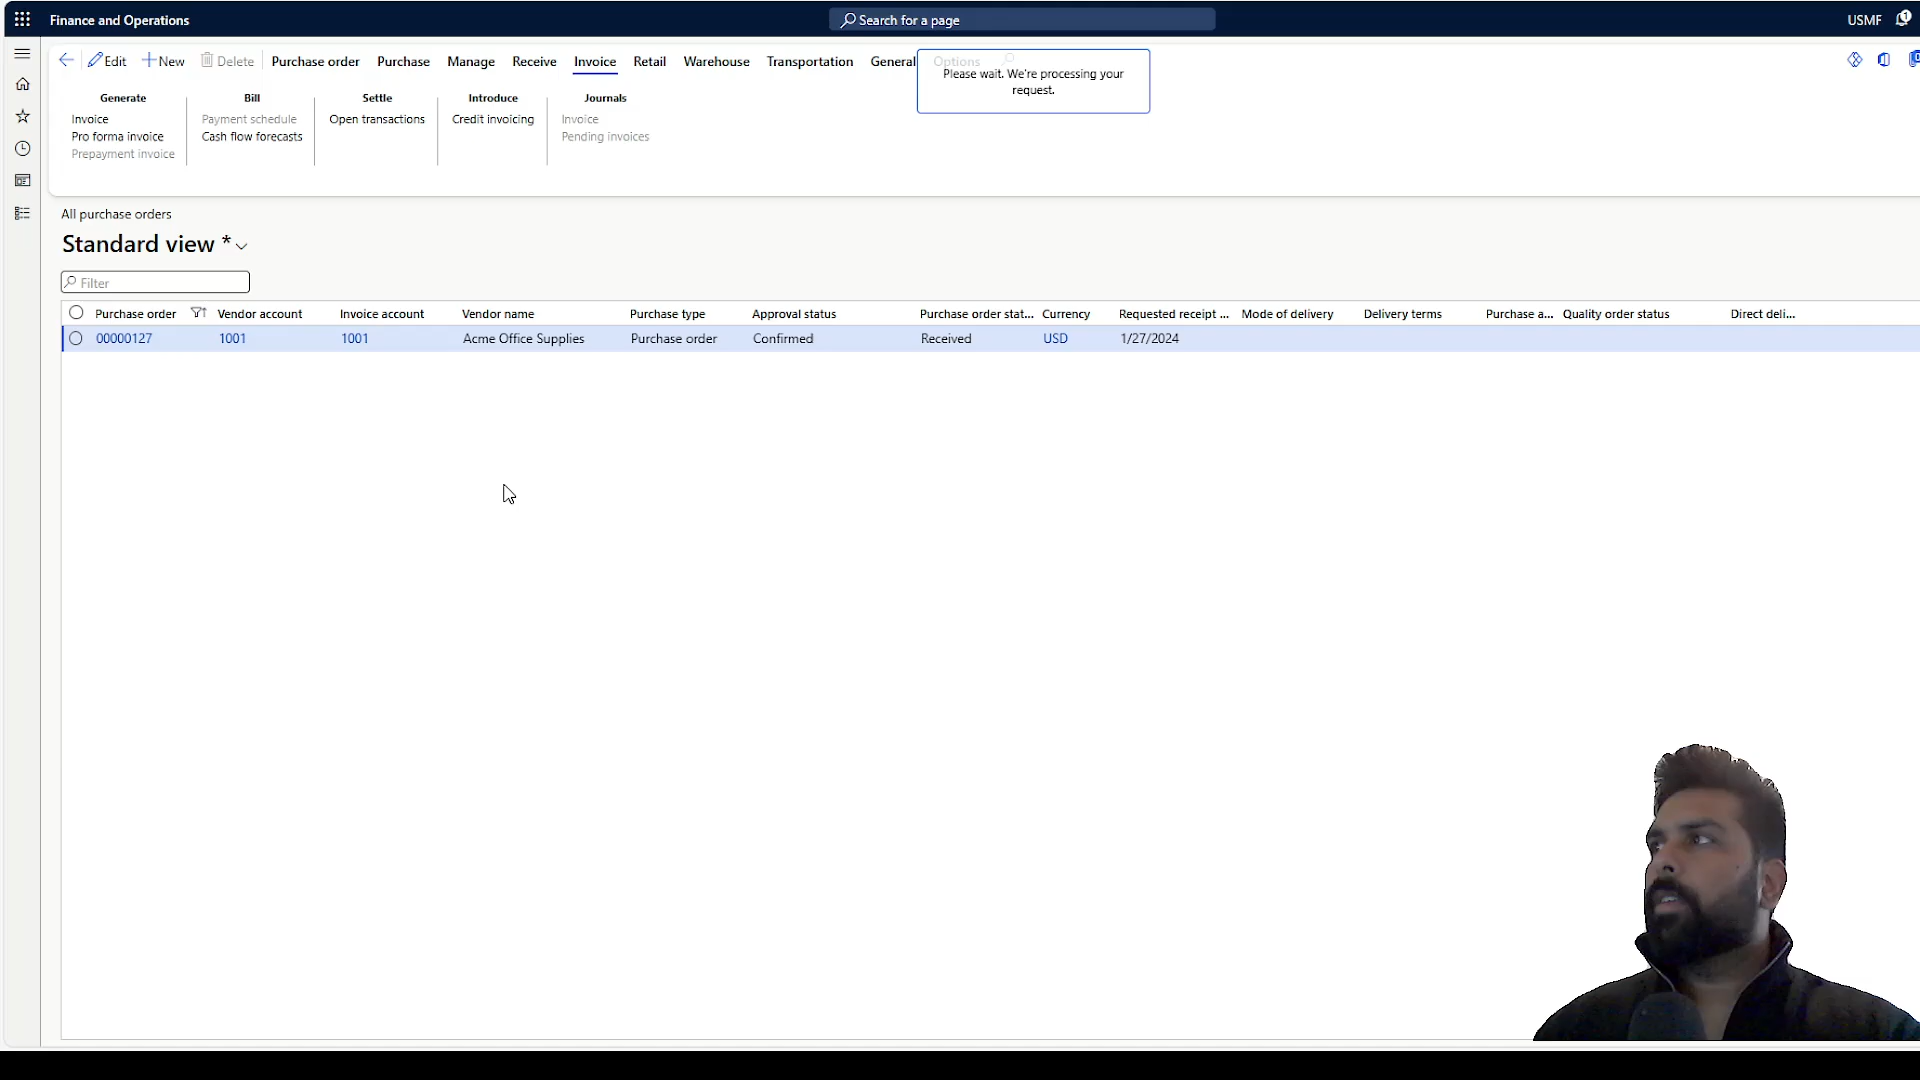 Finance and Operations
Search for a page
USMF
1
Edit
New
Delete
Purchase order
Purchase
Manage
Receive
Invoice
Retail
Warehouse
Transportation
General
Options
Please wait. We're processing your
request.
Generate
Invoice
Pro forma invoice
Prepayment invoice
Bill
Payment schedule
Cash flow forecasts
Settle
Open transactions
Introduce
Credit invoicing
Journals
Invoice
Pending invoices
All purchase orders
Standard view *
Filter
Purchase order Vendor account Invoice account Vendor name Purchase type Approval status Purchase order stat... Currency Requested receipt ... Mode of delivery Delivery terms Purchase a... Quality order status Direct deli...
00000127 1001 1001 Acme Office Supplies Purchase order Confirmed Received USD 1/27/2024